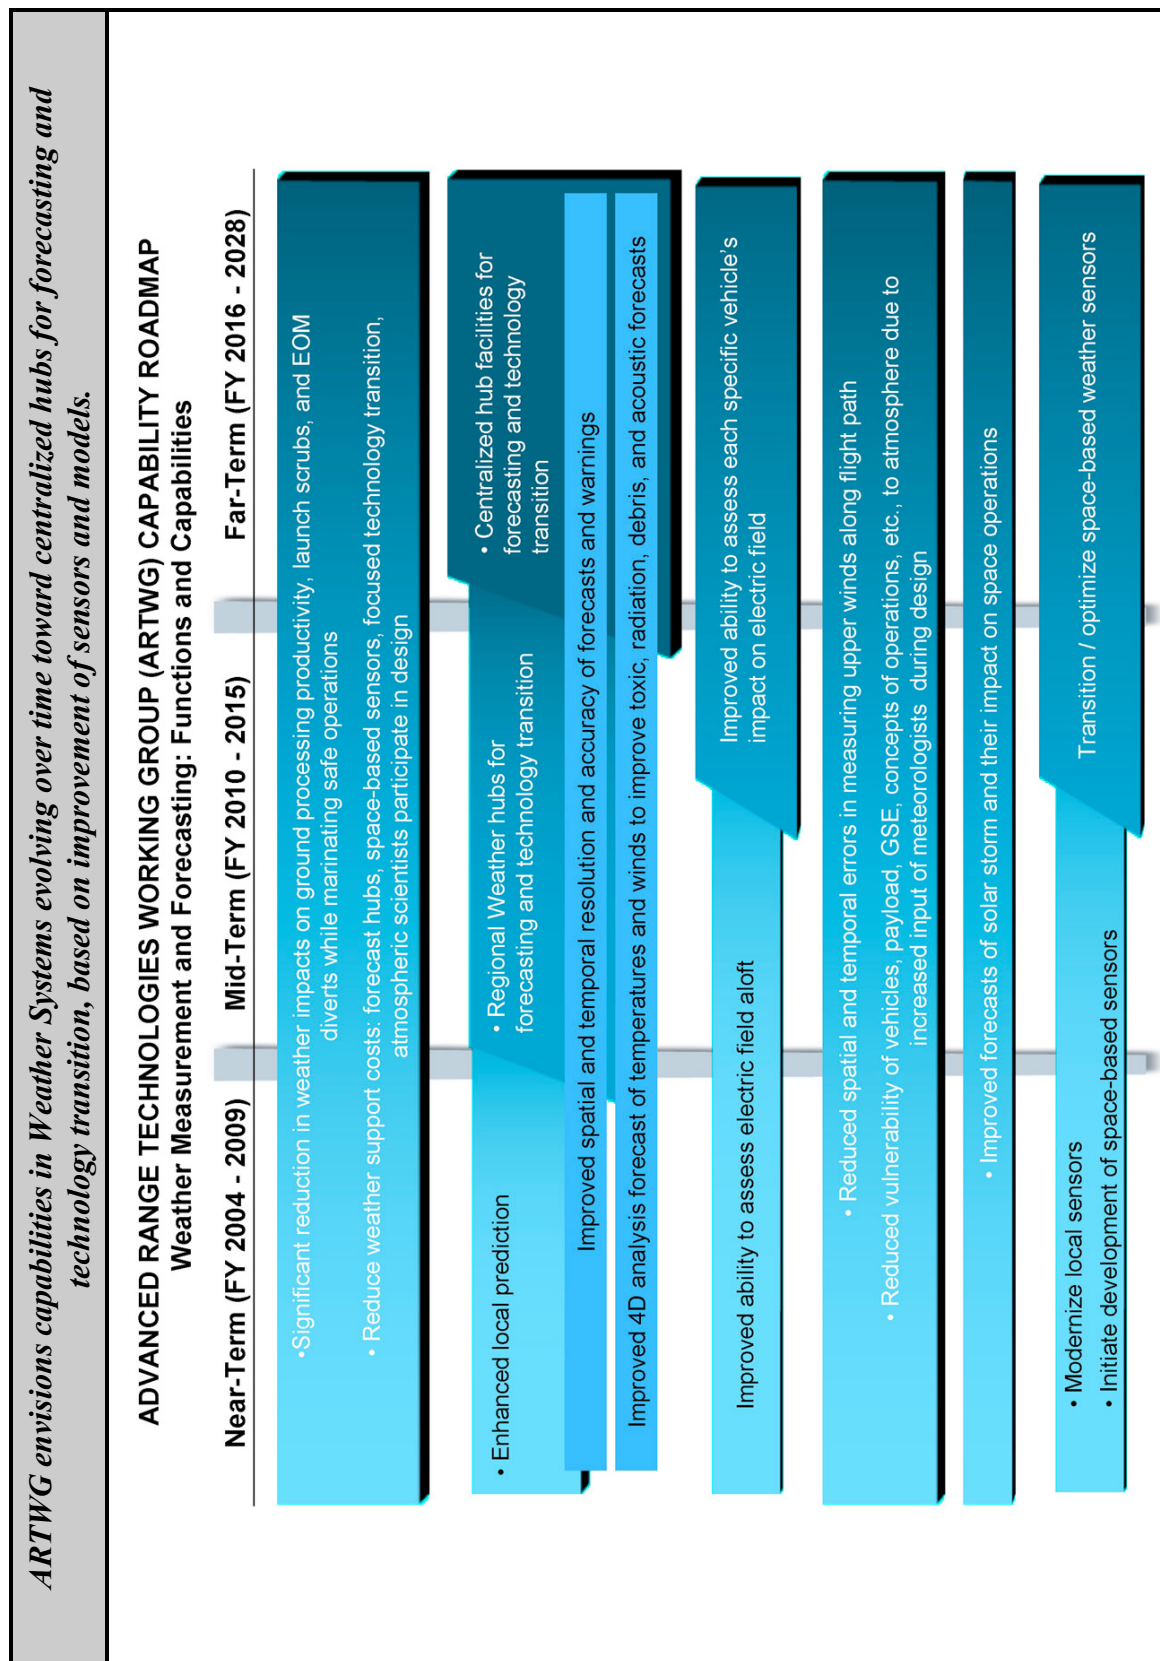 ARTWG envisions capabilities in Weather Systems evolving over time toward centralized hubs for forecasting and
technology transition, based on improvement of sensors and models.
ADVANCED RANGE TECHNOLOGIES WORKING GROUP (ARTWG) CAPABILITY ROADMAP
Weather Measurement and Forecasting: Functions and Capabilities
Near-Term (FY 2004 - 2009)
Mid-Term (FY 2010 - 2015)
Far-Term (FY 2016 - 2028)
•Significant reduction in weather impacts on ground processing productivity, launch scrubs, and EOM
diverts while marinating safe operations
• Reduce weather support costs: forecast hubs, space-based sensors, focused technology transition,
atmospheric scientists participate in design
• Enhanced local prediction
• Regional Weather hubs for
forecasting and technology transition
• Centralized hub facilities for
forecasting and technology
transition
Improved spatial and temporal resolution and accuracy of forecasts and warnings
Improved 4D analysis forecast of temperatures and winds to improve toxic, radiation, debris, and acoustic forecasts
Improved ability to assess electric field aloft
Improved ability to assess each specific vehicle's
impact on electric field
• Reduced spatial and temporal errors in measuring upper winds along flight path
• Reduced vulnerability of vehicles, payload, GSE, concepts of operations, etc., to atmosphere due to
increased input of meteorologists during design
• Improved forecasts of solar storm and their impact on space operations
• Modernize local sensors
• Initiate development of space-based sensors
Transition / optimize space-based weather sensors